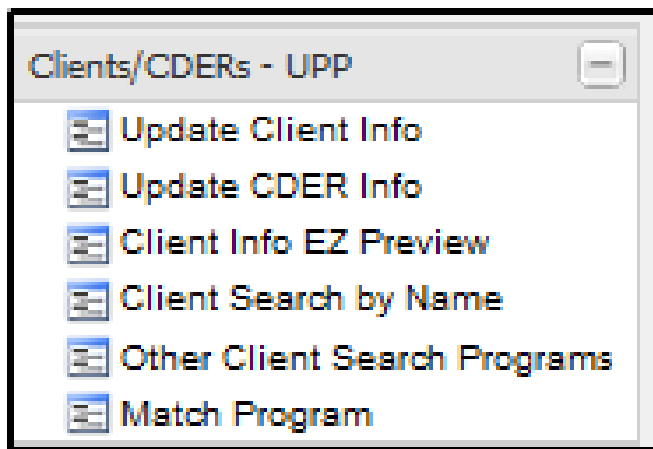 Clients/CDERs - UPP
Update Client Info
Update CDER Info
Client Info EZ Preview
Client Search by Name
Other Client Search Programs
Match Program